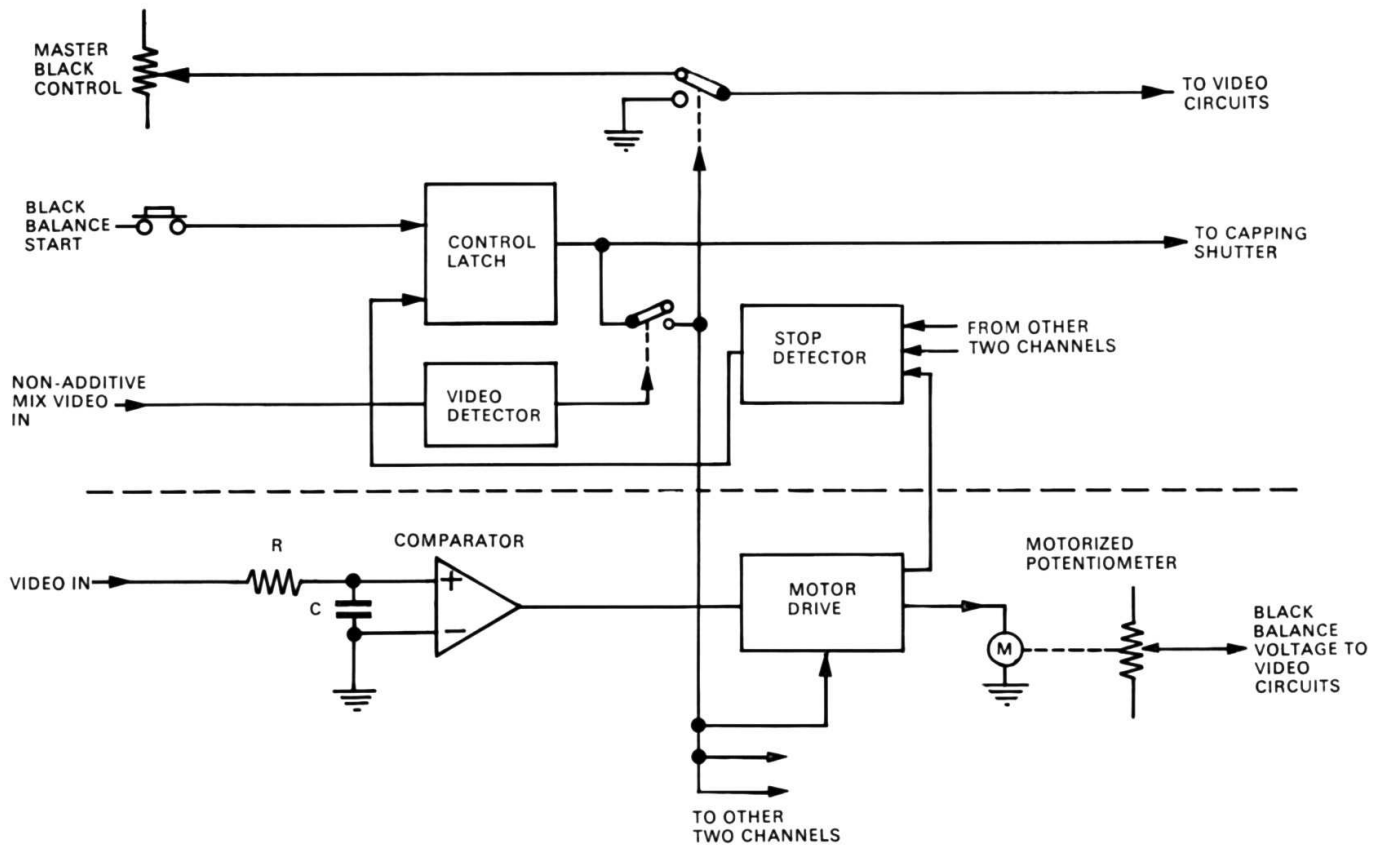 MASTER
BLACK
CONTROL
TO VIDEO
CIRCUITS
BLACK
BALANCE
START
CONTROL
LATCH
TO CAPPING
SHUTTER
STOP
DETECTOR
FROM OTHER
TWO CHANNELS
NON-ADDITIVE
MIX VIDEO
IN
VIDEO
DETECTOR
VIDEO IN
R
C
COMPARATOR
+
−
MOTOR
DRIVE
MOTORIZED
POTENTIOMETER
M
BLACK
BALANCE
VOLTAGE TO
VIDEO
CIRCUITS
TO OTHER
TWO CHANNELS